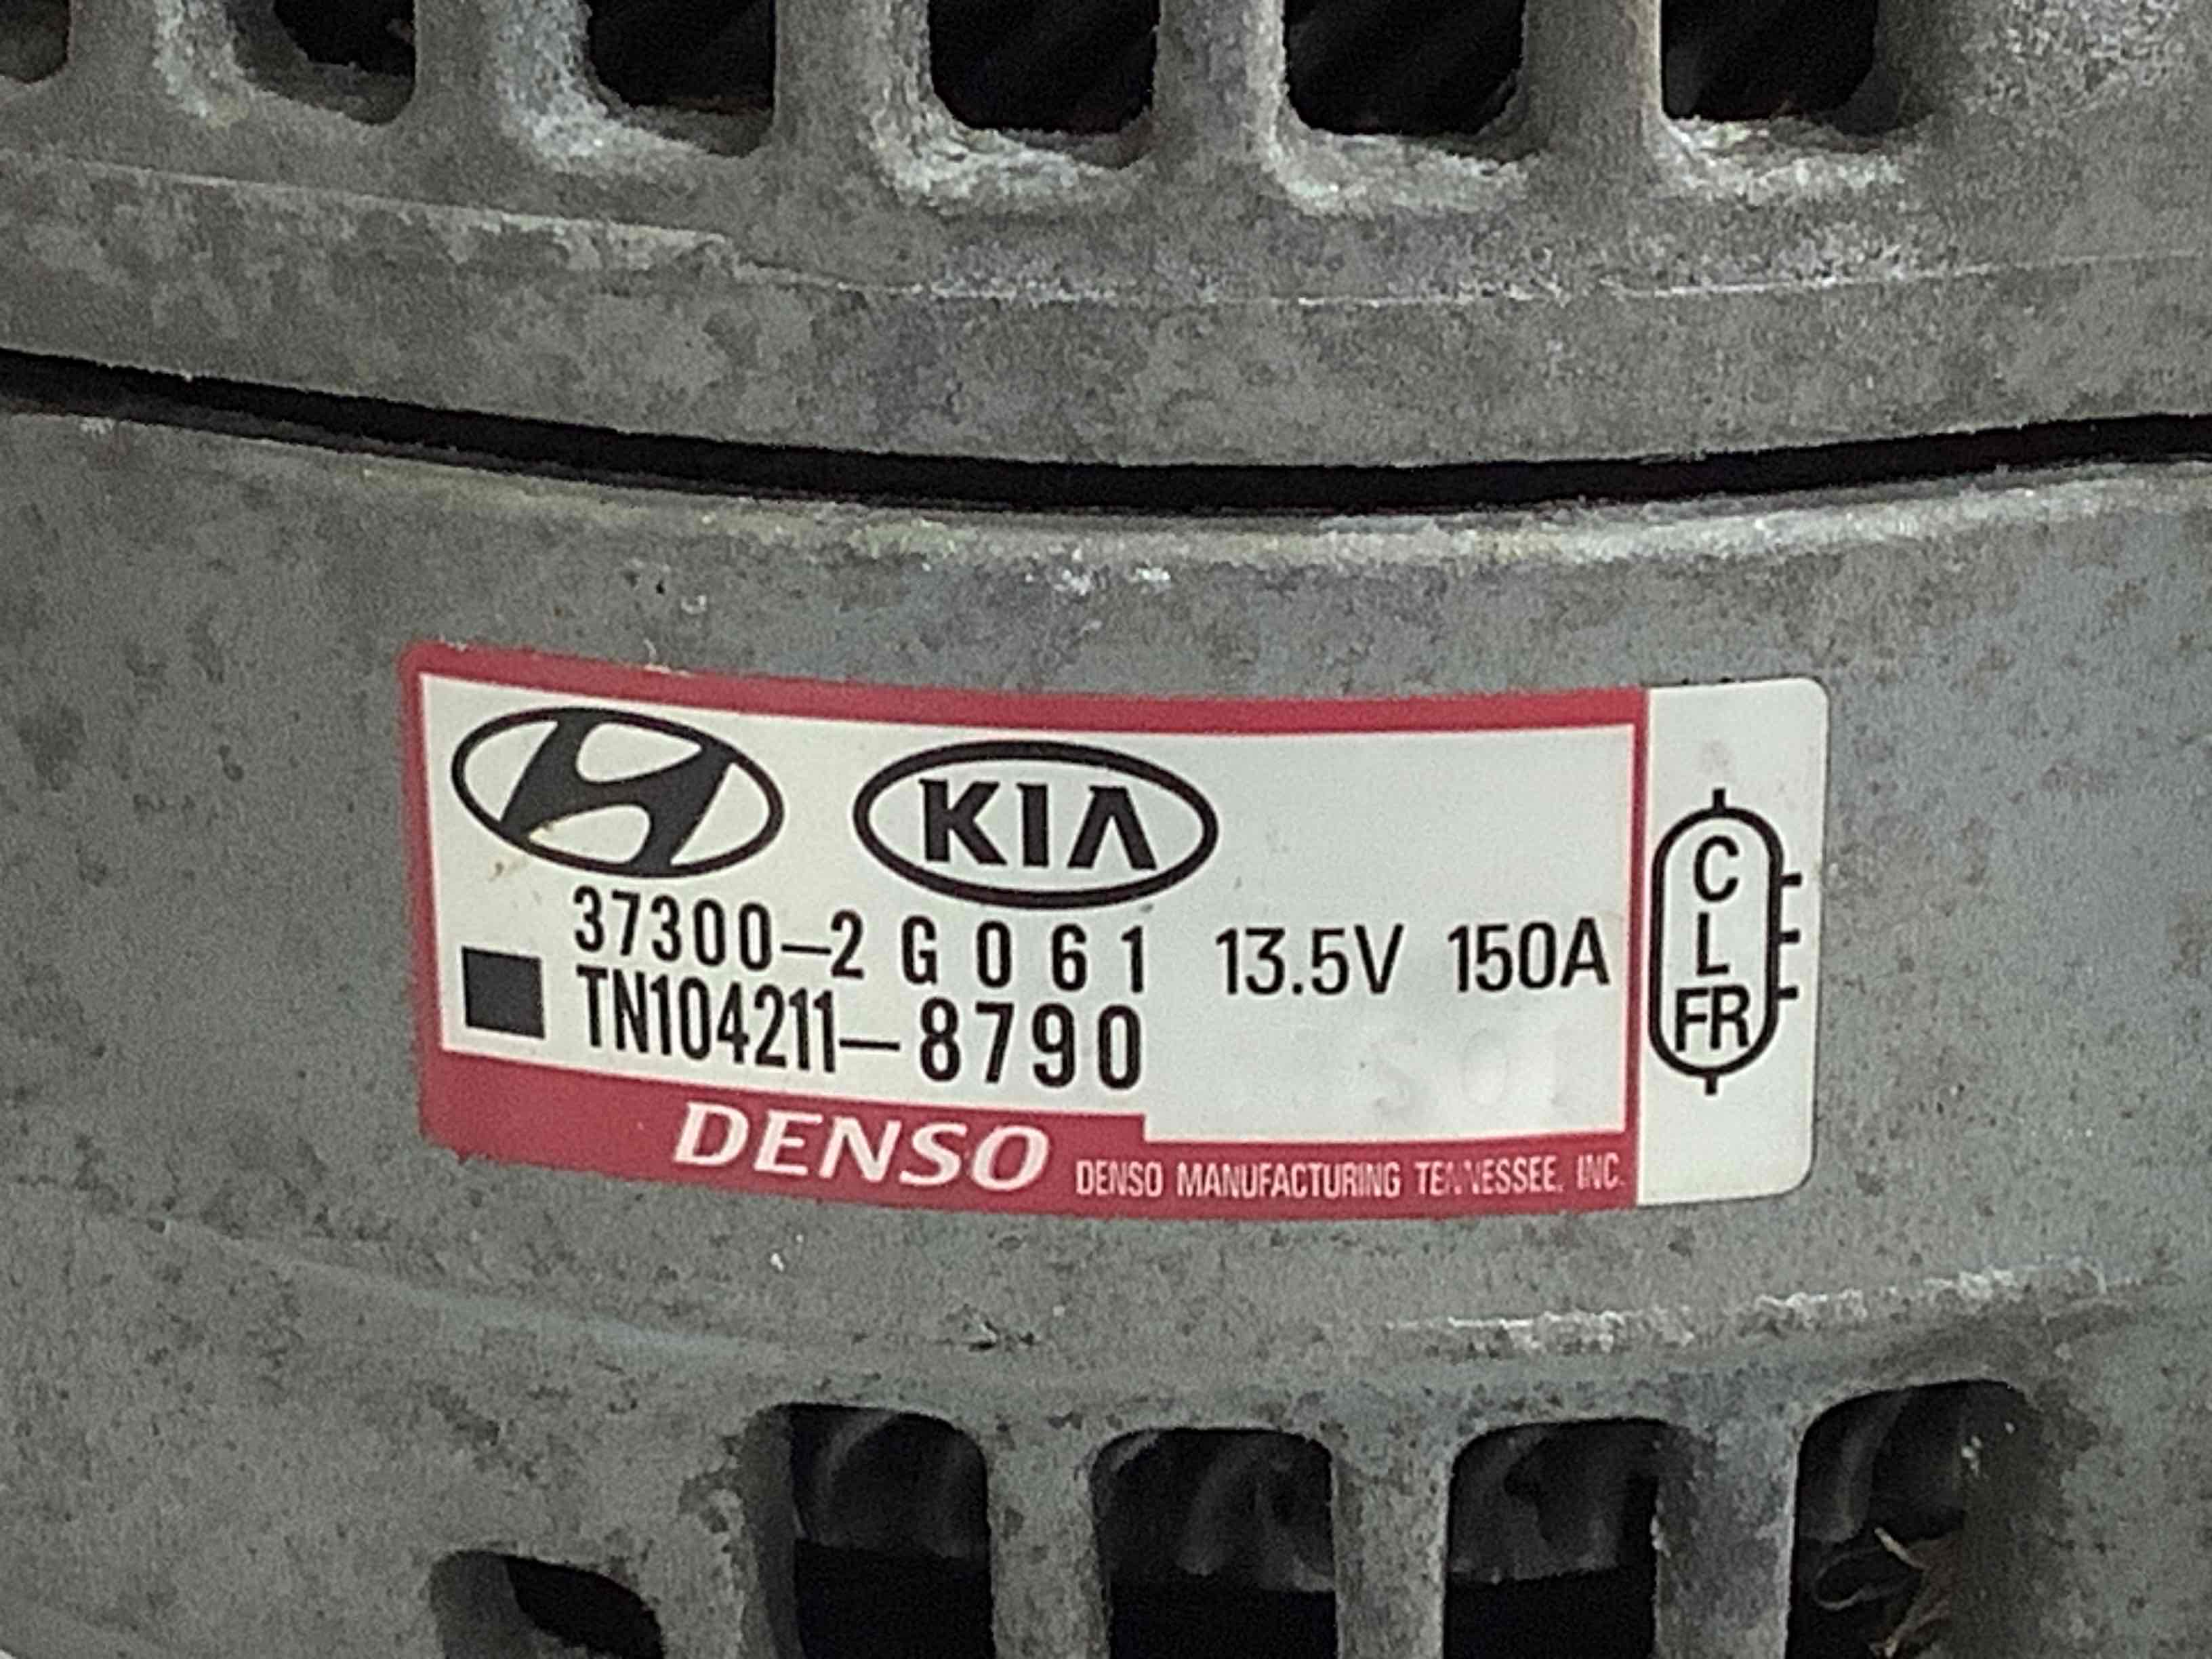 KIA
37300-2G061 13.5V 150A
TN104211-8790
DENSO
DENSO MANUFACTURING TENNESSEE, INC.
C
L
FR